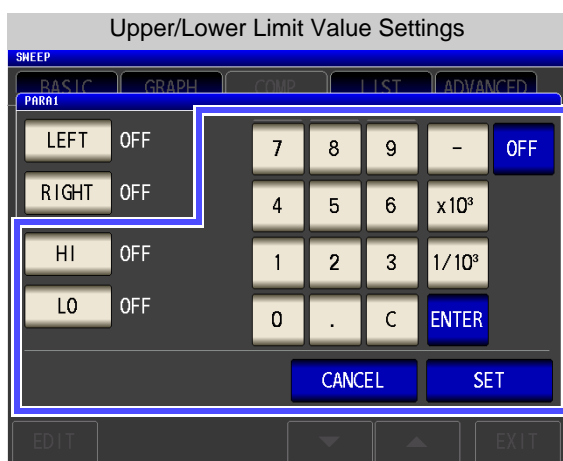 Upper/Lower Limit Value Settings
SWEEP
BASIC GRAPH COMP LIST ADVANCED
PARA1
LEFT OFF 7 8 9 - OFF
RIGHT OFF 4 5 6 x10³
HI OFF 1 2 3 1/10³
LO OFF 0 . C ENTER
CANCEL SET
EDIT EXIT